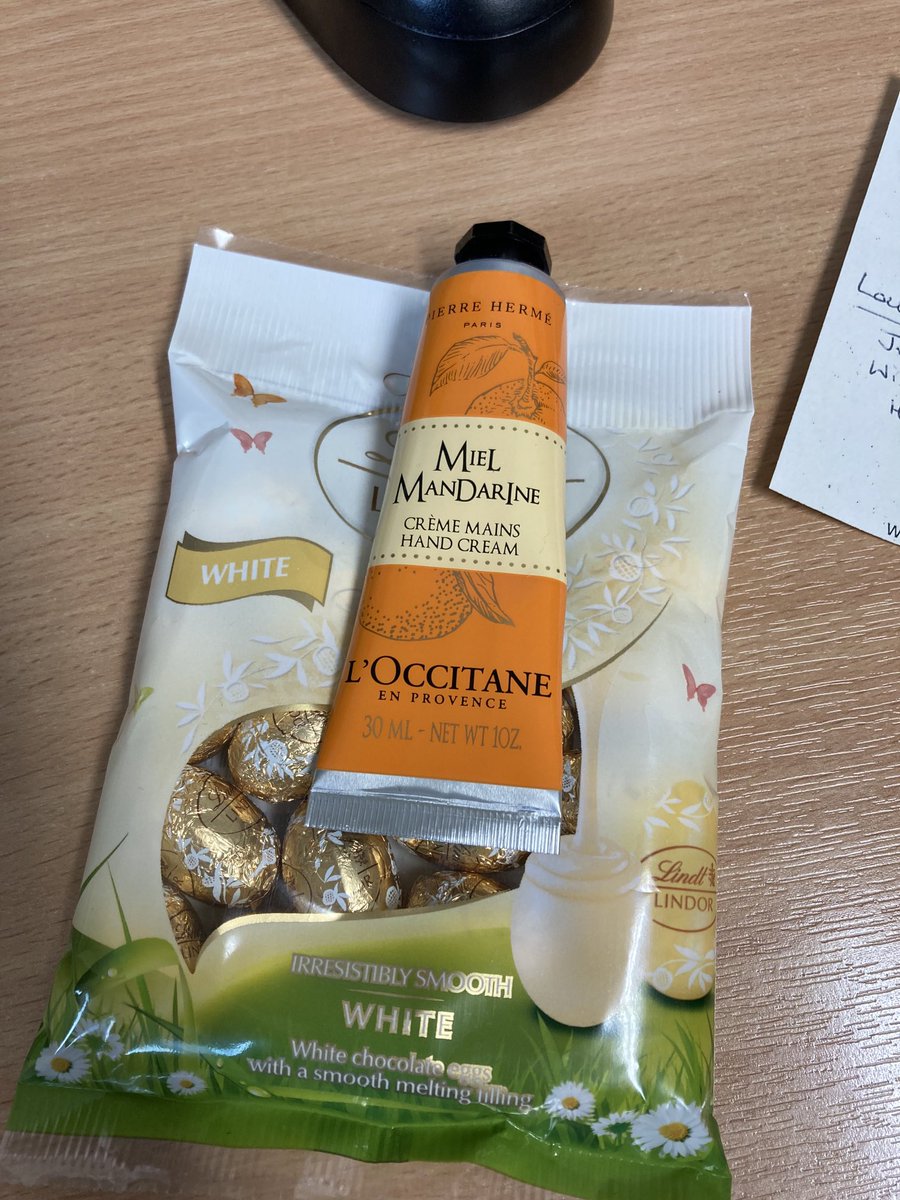 PIERRE HERMÉ
PARIS
MIEL
MANDARINE
CRÈME MAINS
HAND CREAM
L'OCCITANE
EN PROVENCE
30 ML - NET WT 1OZ.
WHITE
Lindt
LINDOR
IRRESISTIBLY SMOOTH
WHITE
White chocolate eggs
with a smooth melting filling